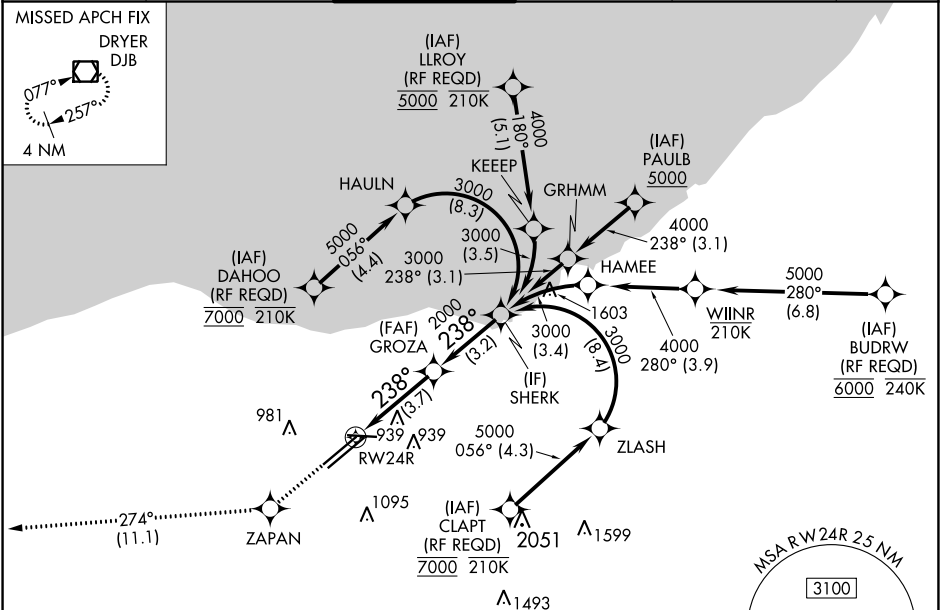 MISSED APCH FIX
DRYER
DJB
077°
257°
4 NM
(IAF)
LLROY
(RF REQD)
5000 210K
4000
180°
(5.1)
KEEEP
(IAF)
PAULB
5000
GRHMM
HAULN
3000
(8.3)
3000
(3.5)
4000
238° (3.1)
5000
056°
(4.4)
3000
238° (3.1)
HAMEE
(IAF)
DAHOO
(RF REQD)
7000 210K
5000
280°
(6.8)
WIINR
210K
1603
4000
280° (3.9)
(IAF)
BUDRW
(RF REQD)
6000 240K
(FAF)
GROZA
2000
238°
(3.2)
3000
(3.4)
3000
(8.4)
(IF)
SHERK
238°
(3.7)
981
939
939
RW24R
5000
056° (4.3)
ZLASH
1095
(IAF)
CLAPT
(RF REQD)
7000 210K
2051
1599
274°
(11.1)
ZAPAN
1493
MSA RW24R 25 NM
3100